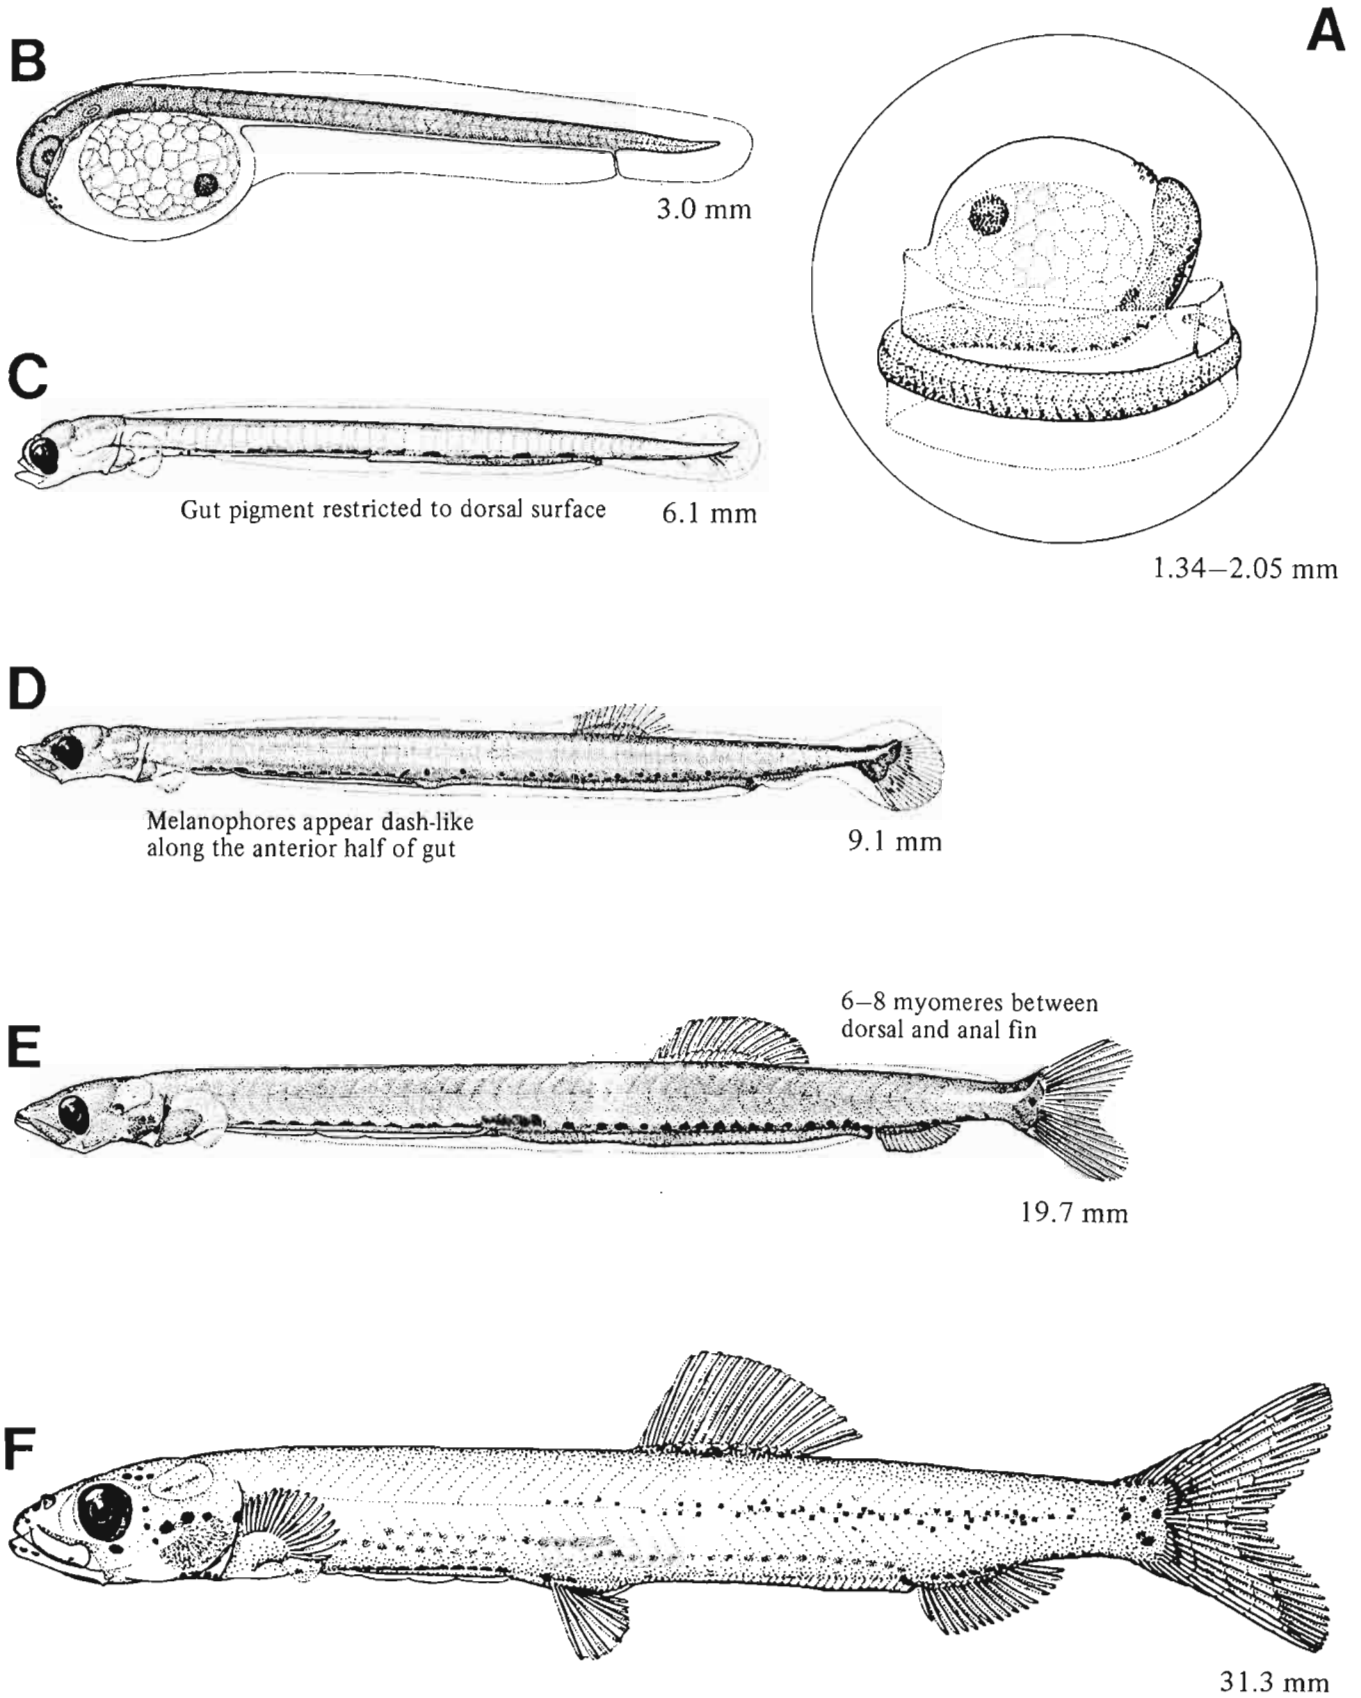 A
B
3.0 mm
C
Gut pigment restricted to dorsal surface
6.1 mm
1.34–2.05 mm
D
Melanophores appear dash-like
along the anterior half of gut
9.1 mm
E
6–8 myomeres between
dorsal and anal fin
19.7 mm
F
31.3 mm